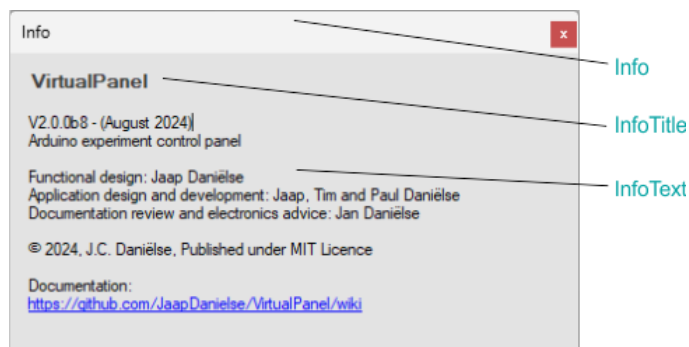 Info
x
Info
VirtualPanel
InfoTitle
V2.0.0b8 - (August 2024)
Arduino experiment control panel
Functional design: Jaap Daniëlse
InfoText
Application design and development: Jaap, Tim and Paul Daniëlse
Documentation review and electronics advice: Jan Daniëlse
© 2024, J.C. Daniëlse, Published under MIT Licence
Documentation:
https://github.com/JaapDanielse/VirtualPanel/wiki